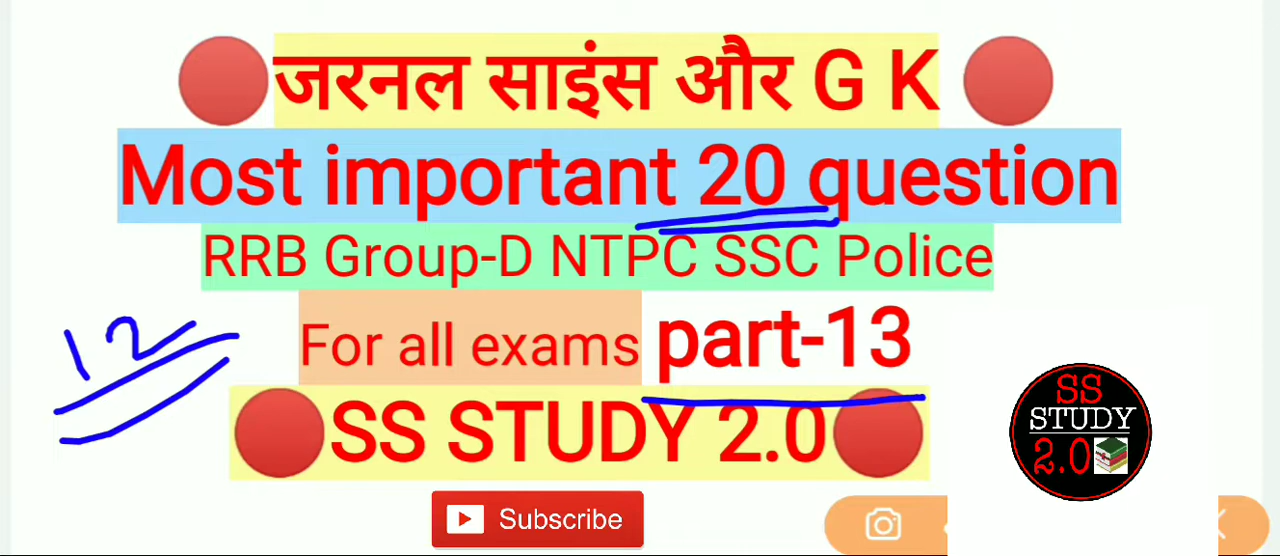 जरनल साइंस और G K
Most important 20 question
RRB Group-D NTPC SSC Police
For all exams part-13
12
SS STUDY 2.0
SS
STUDY
2.0
Subscribe